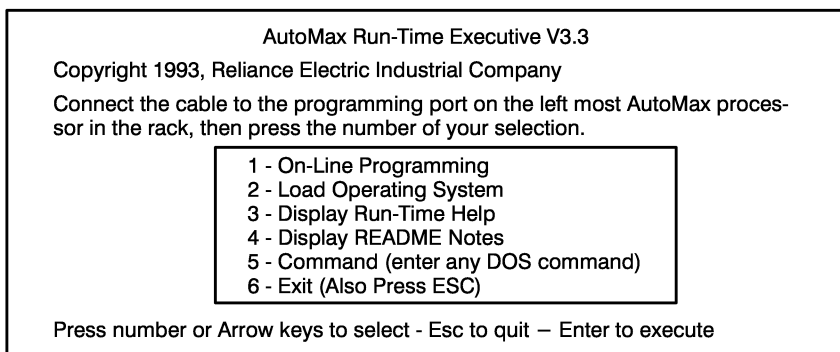 AutoMax Run-Time Executive V3.3
Copyright 1993, Reliance Electric Industrial Company
Connect the cable to the programming port on the left most AutoMax proces-
sor in the rack, then press the number of your selection.
1 - On-Line Programming
2 - Load Operating System
3 - Display Run-Time Help
4 - Display README Notes
5 - Command (enter any DOS command)
6 - Exit (Also Press ESC)
Press number or Arrow keys to select - Esc to quit – Enter to execute